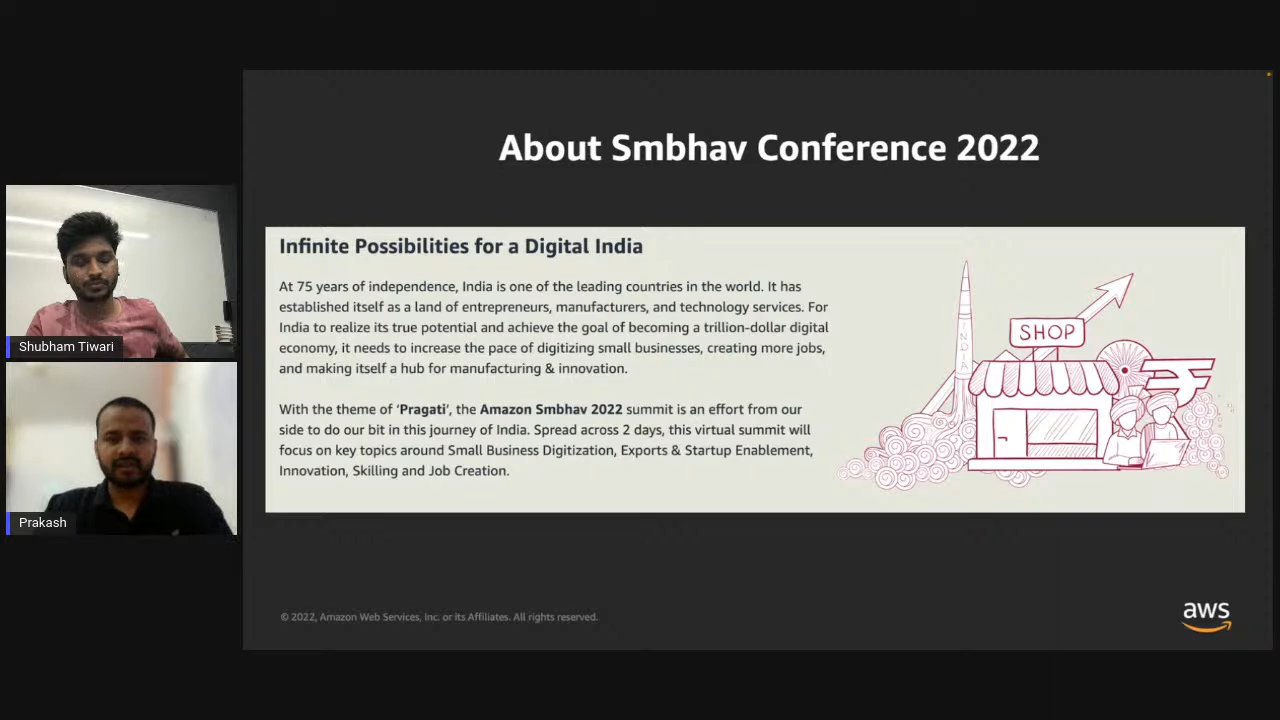 About Smbhav Conference 2022
Infinite Possibilities for a Digital India
At 75 years of independence, India is one of the leading countries in the world. It has
established itself as a land of entrepreneurs, manufacturers, and technology services. For
India to realize its true potential and achieve the goal of becoming a trillion-dollar digital
economy, it needs to increase the pace of digitizing small businesses, creating more jobs,
and making itself a hub for manufacturing & innovation.
With the theme of 'Pragati', the Amazon Smbhav 2022 summit is an effort from our
side to do our bit in this journey of India. Spread across 2 days, this virtual summit will
focus on key topics around Small Business Digitization, Exports & Startup Enablement,
Innovation, Skilling and Job Creation.
INDIA
SHOP
Shubham Tiwari
Prakash
© 2022, Amazon Web Services, Inc. or its Affiliates. All rights reserved.
aws